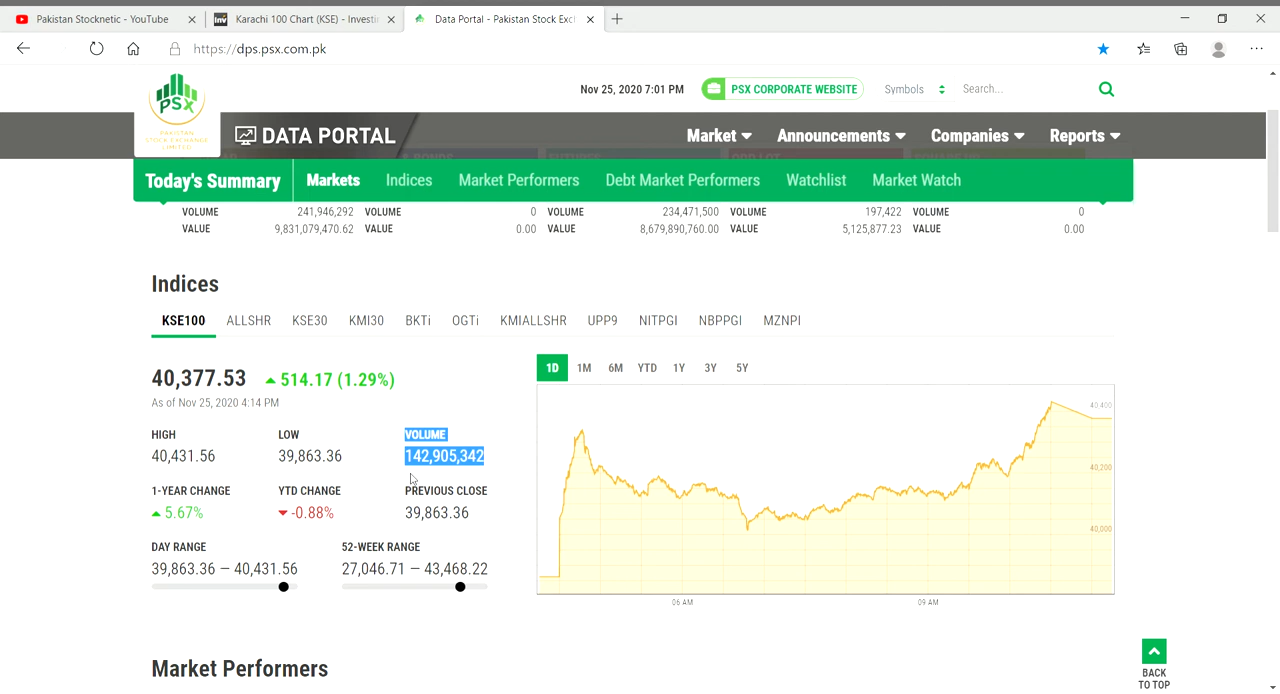 Pakistan Stocknetic - YouTube
Inv Karachi 100 Chart (KSE) - Investi
Data Portal - Pakistan Stock Exc
https://dps.psx.com.pk
PSX
PAKISTAN
STOCK EXCHANGE
LIMITED
Nov 25, 2020 7:01 PM
PSX CORPORATE WEBSITE
Symbols
Search...
DATA PORTAL
Market
Announcements
Companies
Reports
Today's Summary
Markets
Indices
Market Performers
Debt Market Performers
Watchlist
Market Watch
VOLUME 241,946,292 VOLUME 0 VOLUME 234,471,500 VOLUME 197,422 VOLUME 0
VALUE 9,831,079,470.62 VALUE 0.00 VALUE 8,679,890,760.00 VALUE 5,125,877.23 VALUE 0.00
Indices
KSE100 ALLSHR KSE30 KMI30 BKTi OGTi KMIALLSHR UPP9 NITPGI NBPPGI MZNPI
40,377.53 514.17 (1.29%)
As of Nov 25, 2020 4:14 PM
HIGH LOW VOLUME
40,431.56 39,863.36 142,905,342
1-YEAR CHANGE YTD CHANGE PREVIOUS CLOSE
5.67% -0.88% 39,863.36
DAY RANGE 52-WEEK RANGE
39,863.36 — 40,431.56 27,046.71 — 43,468.22
1D 1M 6M YTD 1Y 3Y 5Y
40,400
40,200
40,000
06 AM 09 AM
Market Performers
BACK
TO TOP